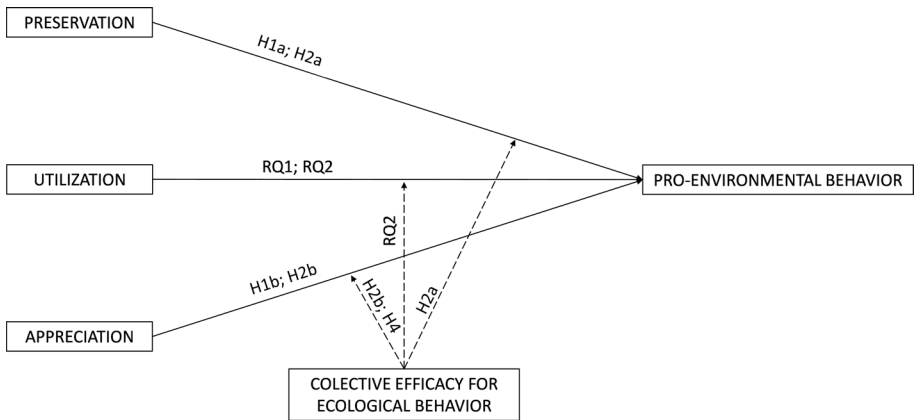 PRESERVATION
H1a; H2a
UTILIZATION
RQ1; RQ2
PRO-ENVIRONMENTAL BEHAVIOR
RQ2
H2a
H1b; H2b
H2b; H4
APPRECIATION
COLECTIVE EFFICACY FOR
ECOLOGICAL BEHAVIOR